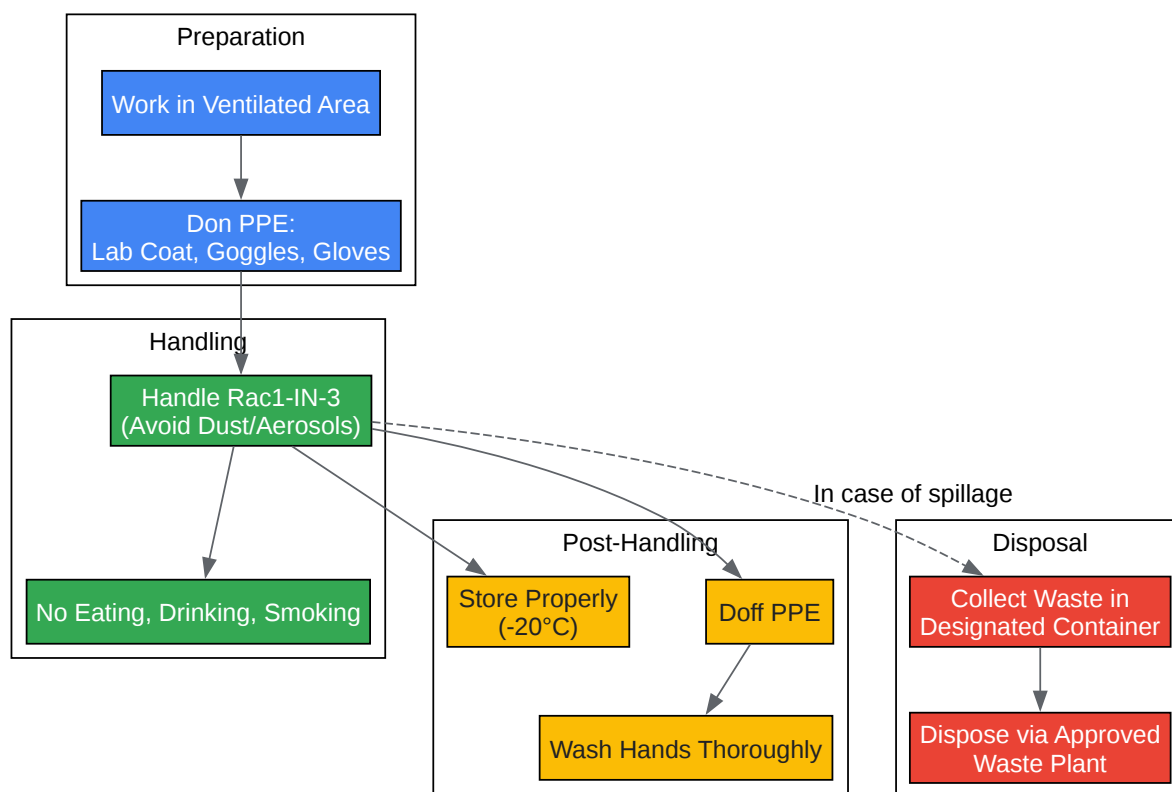 Preparation
Work in Ventilated Area
Don PPE:
Lab Coat, Goggles, Gloves
Handling
Handle Rac1-IN-3
(Avoid Dust/Aerosols)
No Eating, Drinking, Smoking
In case of spillage
Post-Handling
Store Properly
(-20°C)
Doff PPE
Wash Hands Thoroughly
Disposal
Collect Waste in
Designated Container
Dispose via Approved
Waste Plant